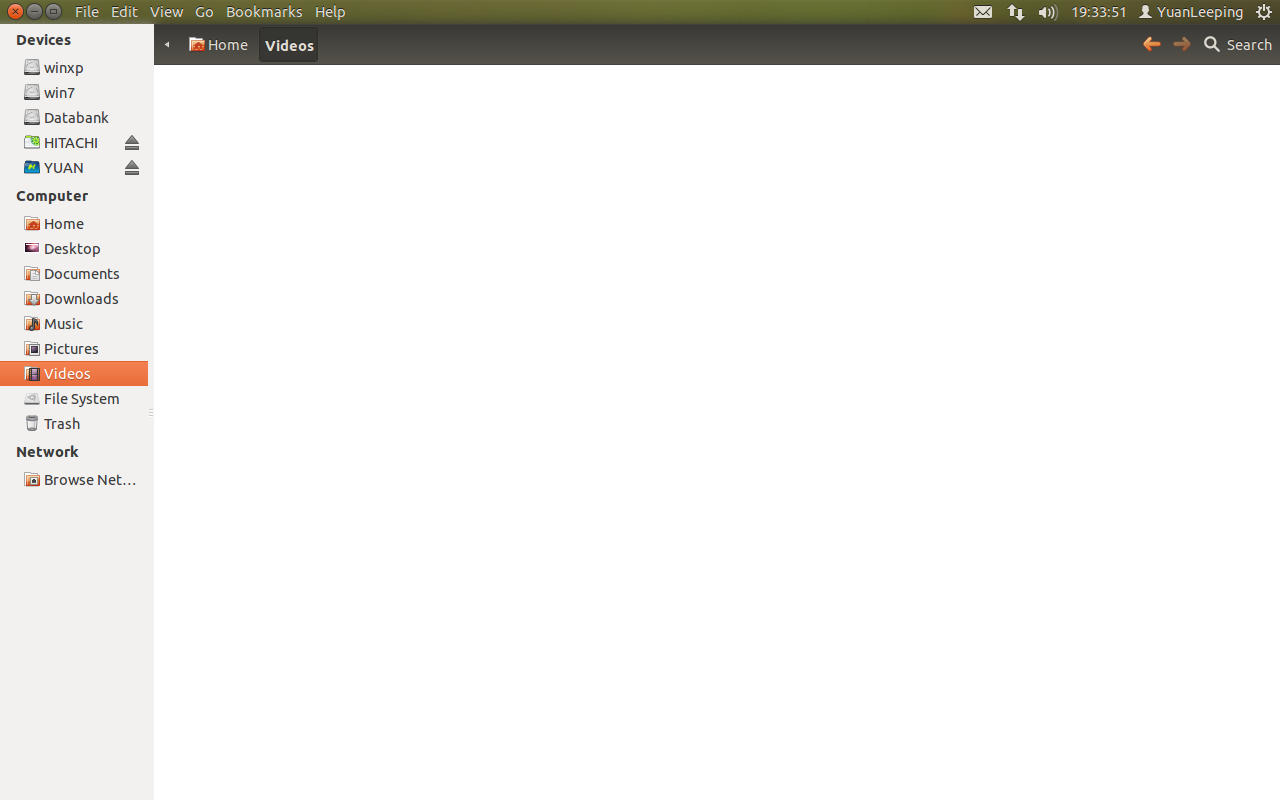 File Edit View Go Bookmarks Help 19:33:51 YuanLeeping
Devices
winxp
win7
Databank
HITACHI
YUAN
Computer
Home
Desktop
Documents
Downloads
Music
Pictures
Videos
File System
Trash
Network
Browse Net…
Home Videos Search